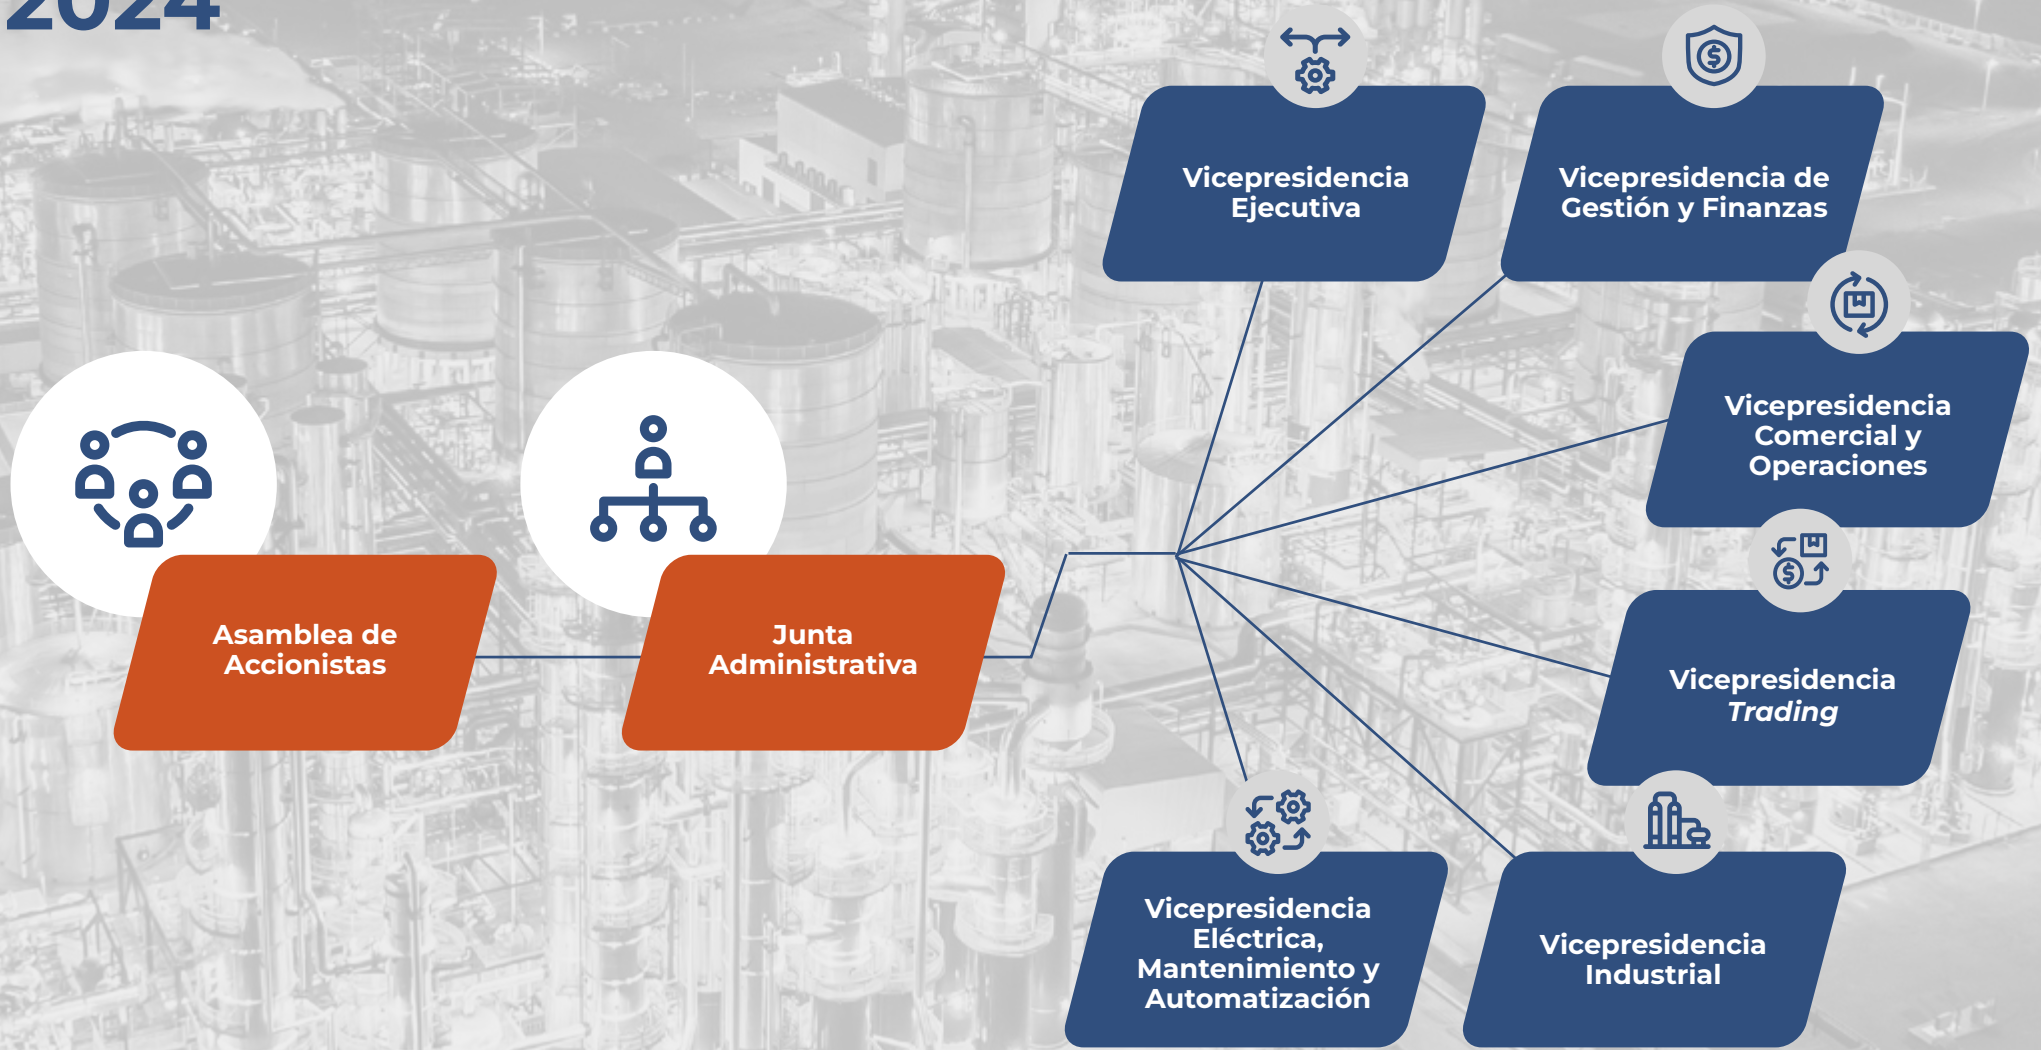 2024
Vicepresidencia
Ejecutiva
Vicepresidencia de
Gestión y Finanzas
Vicepresidencia
Comercial y
Operaciones
Asamblea de
Accionistas
Junta
Administrativa
Vicepresidencia
Trading
Vicepresidencia
Eléctrica,
Mantenimiento y
Automatización
Vicepresidencia
Industrial